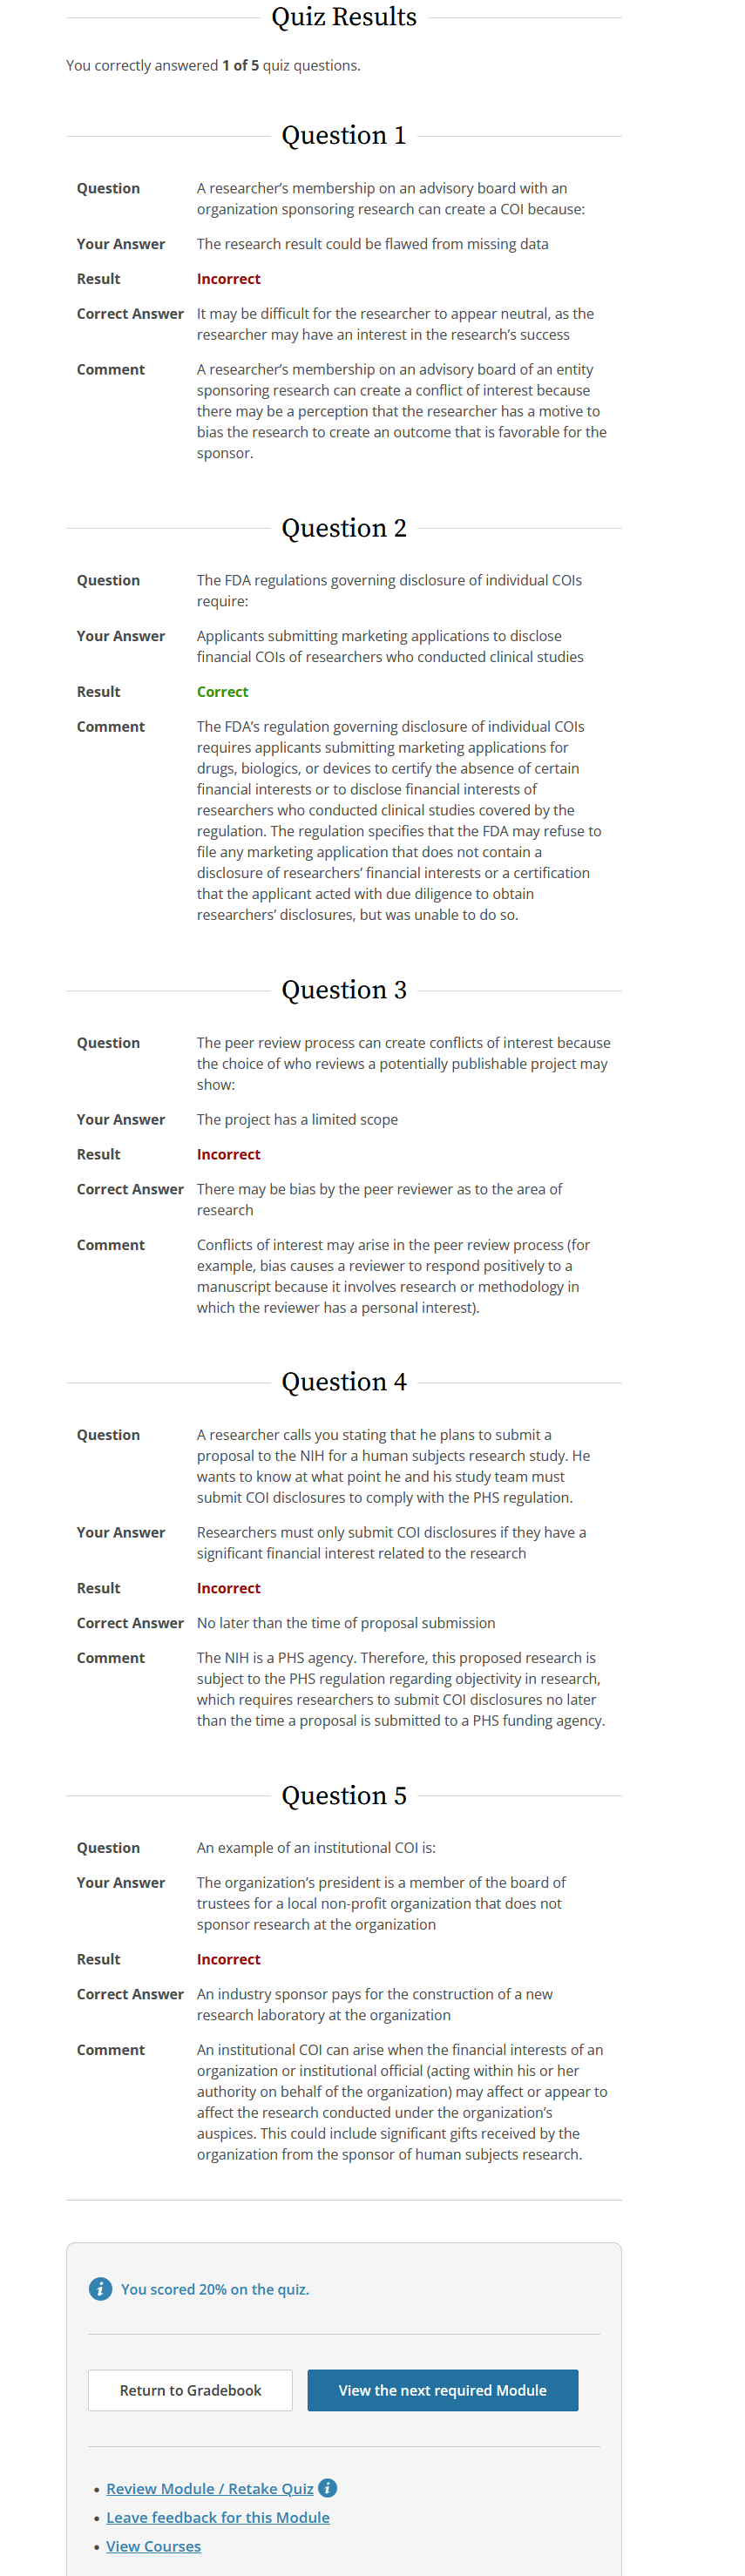 Quiz Results
You correctly answered 1 of 5 quiz questions.
Question 1
Question A researcher’s membership on an advisory board with an
organization sponsoring research can create a COI because:
Your Answer The research result could be flawed from missing data
Result Incorrect
Correct Answer It may be difficult for the researcher to appear neutral, as the
researcher may have an interest in the research’s success
Comment A researcher’s membership on an advisory board of an entity
sponsoring research can create a conflict of interest because
there may be a perception that the researcher has a motive to
bias the research to create an outcome that is favorable for the
sponsor.
Question 2
Question The FDA regulations governing disclosure of individual COIs
require:
Your Answer Applicants submitting marketing applications to disclose
financial COIs of researchers who conducted clinical studies
Result Correct
Comment The FDA’s regulation governing disclosure of individual COIs
requires applicants submitting marketing applications for
drugs, biologics, or devices to certify the absence of certain
financial interests or to disclose financial interests of
researchers who conducted clinical studies covered by the
regulation. The regulation specifies that the FDA may refuse to
file any marketing application that does not contain a
disclosure of researchers’ financial interests or a certification
that the applicant acted with due diligence to obtain
researchers’ disclosures, but was unable to do so.
Question 3
Question The peer review process can create conflicts of interest because
the choice of who reviews a potentially publishable project may
show:
Your Answer The project has a limited scope
Result Incorrect
Correct Answer There may be bias by the peer reviewer as to the area of
research
Comment Conflicts of interest may arise in the peer review process (for
example, bias causes a reviewer to respond positively to a
manuscript because it involves research or methodology in
which the reviewer has a personal interest).
Question 4
Question A researcher calls you stating that he plans to submit a
proposal to the NIH for a human subjects research study. He
wants to know at what point he and his study team must
submit COI disclosures to comply with the PHS regulation.
Your Answer Researchers must only submit COI disclosures if they have a
significant financial interest related to the research
Result Incorrect
Correct Answer No later than the time of proposal submission
Comment The NIH is a PHS agency. Therefore, this proposed research is
subject to the PHS regulation regarding objectivity in research,
which requires researchers to submit COI disclosures no later
than the time a proposal is submitted to a PHS funding agency.
Question 5
Question An example of an institutional COI is:
Your Answer The organization’s president is a member of the board of
trustees for a local non-profit organization that does not
sponsor research at the organization
Result Incorrect
Correct Answer An industry sponsor pays for the construction of a new
research laboratory at the organization
Comment An institutional COI can arise when the financial interests of an
organization or institutional official (acting within his or her
authority on behalf of the organization) may affect or appear to
affect the research conducted under the organization’s
auspices. This could include significant gifts received by the
organization from the sponsor of human subjects research.
i You scored 20% on the quiz.
Return to Gradebook View the next required Module
• Review Module / Retake Quiz i
• Leave feedback for this Module
• View Courses